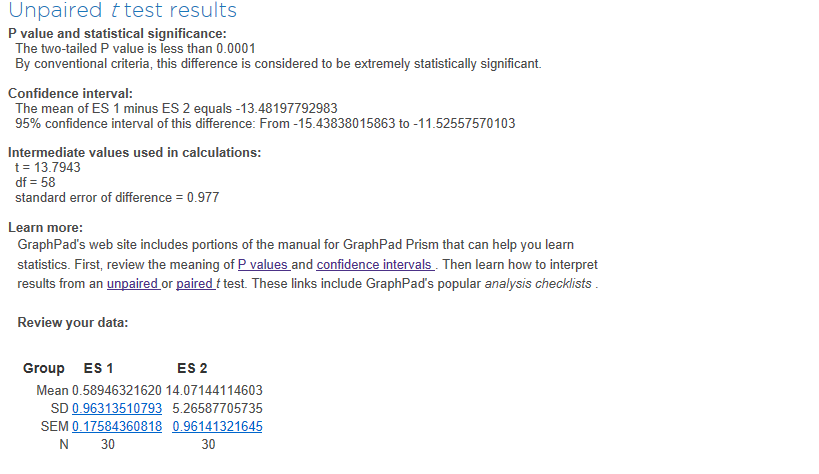 Unpaired t test results
P value and statistical significance:
The two-tailed P value is less than 0.0001
By conventional criteria, this difference is considered to be extremely statistically significant.
Confidence interval:
The mean of ES 1 minus ES 2 equals -13.48197792983
95% confidence interval of this difference: From -15.43838015863 to -11.52557570103
Intermediate values used in calculations:
t = 13.7943
df = 58
standard error of difference = 0.977
Learn more:
GraphPad's web site includes portions of the manual for GraphPad Prism that can help you learn
statistics. First, review the meaning of P values and confidence intervals . Then learn how to interpret
results from an unpaired or paired t test. These links include GraphPad's popular analysis checklists .
Review your data:
Group ES 1 ES 2
Mean 0.58946321620 14.07144114603
SD 0.96313510793 5.26587705735
SEM 0.17584360818 0.96141321645
N 30 30